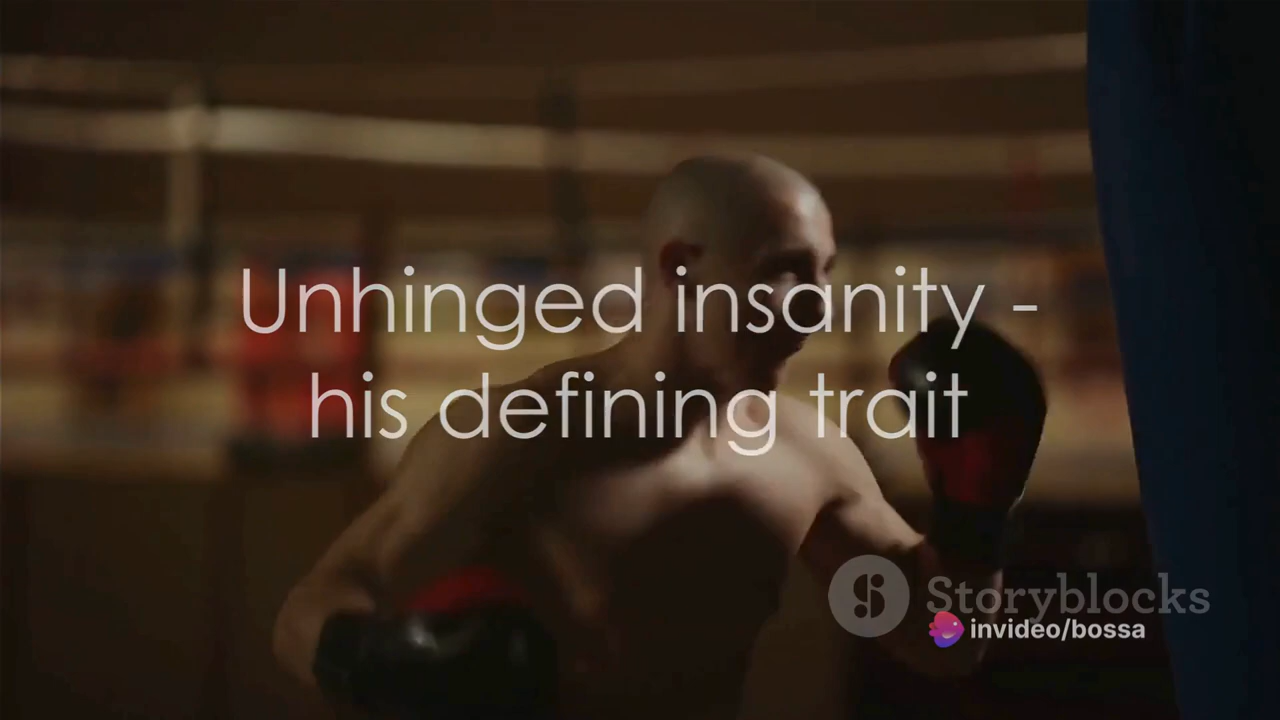 Unhinged insanity -
his defining trait
Storyblocks
invideo/bossa